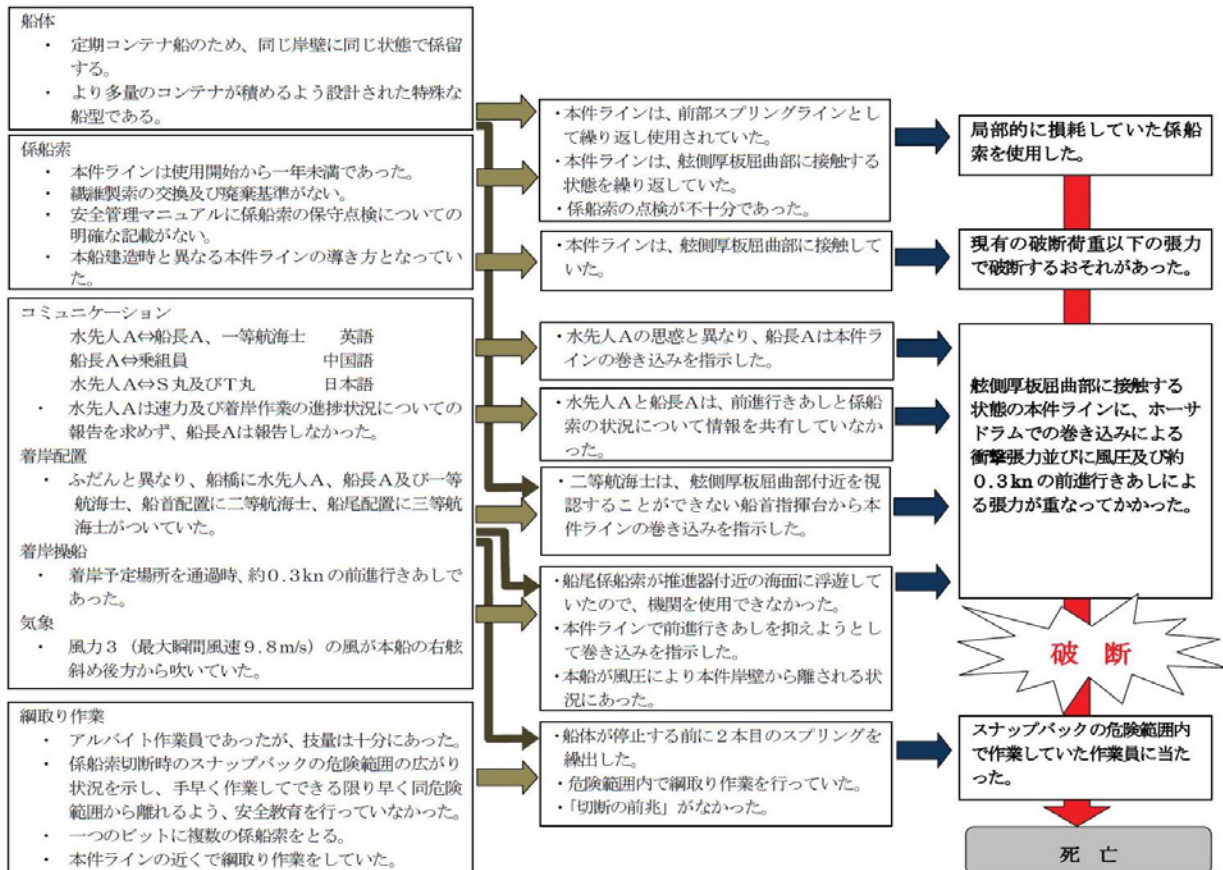 船体
・ 定期コンテナ船のため、同じ岸壁に同じ状態で係留
する。
・ より多量のコンテナが積めるよう設計された特殊な
船型である。
係船索
・ 本件ラインは使用開始から一年未満であった。
・ 繊維製索の交換及び廃棄基準がない。
・ 安全管理マニュアルに係船索の保守点検についての
明確な記載がない。
・ 本船建造時と異なる本件ラインの導き方となってい
た。
コミュニケーション
水先人A⇔船長A、一等航海士 英語
船長A⇔乗組員 中国語
水先人A⇔S丸及びT丸 日本語
・ 水先人Aは速力及び着岸作業の進捗状況についての
報告を求めず、船長Aは報告しなかった。
着岸配置
・ ふだんと異なり、船橋に水先人A、船長A及び一等
航海士、船首配置に二等航海士、船尾配置に三等航
海士がついていた。
着岸操船
・ 着岸予定場所を通過時、約0.3knの前進行きあしで
あった。
気象
・ 風力3（最大瞬間風速9.8m/s）の風が本船の右舷
斜め後方から吹いていた。
綱取り作業
・ アルバイト作業員であったが、技量は十分にあった。
・ 係船索切断時のスナップバックの危険範囲の広がり
状況を示し、手早く作業してできる限り早く同危険
範囲から離れるよう、安全教育を行っていなかった。
・ 一つのビットに複数の係船索をとる。
・ 本件ラインの近くで綱取り作業をしていた。
・本件ラインは、前部スプリングラインとし
て繰り返し使用されていた。
・本件ラインは、舷側厚板屈曲部に接触する
状態を繰り返していた。
・係船索の点検が不十分であった。
・本件ラインは、舷側厚板屈曲部に接触して
いた。
・水先人Aの思惑と異なり、船長Aは本件ラ
インの巻き込みを指示した。
・水先人Aと船長Aは、前進行きあしと係船
索の状況について情報を共有していなか
った。
・二等航海士は、舷側厚板屈曲部付近を視
認することができない船首指揮台から本
件ラインの巻き込みを指示した。
・船尾係船索が推進器付近の海面に浮遊して
いたので、機関を使用できなかった。
・本件ラインで前進行きあしを抑えようとし
て巻き込みを指示した。
・本船が風圧により本件岸壁から離される状
況にあった。
・船体が停止する前に2本目のスプリングを
繰出した。
・危険範囲内で綱取り作業を行っていた。
・「切断の前兆」がなかった。
局部的に損耗していた係船
索を使用した。
現有の破断荷重以下の張力
で破断するおそれがあった。
舷側厚板屈曲部に接触する
状態の本件ラインに、ホーサ
ドラムでの巻き込みによる
衝撃張力並びに風圧及び約
0.3knの前進行きあしによ
る張力が重なってかかった。
破 断
スナップバックの危険範囲内
で作業していた作業員に当た
った。
死 亡